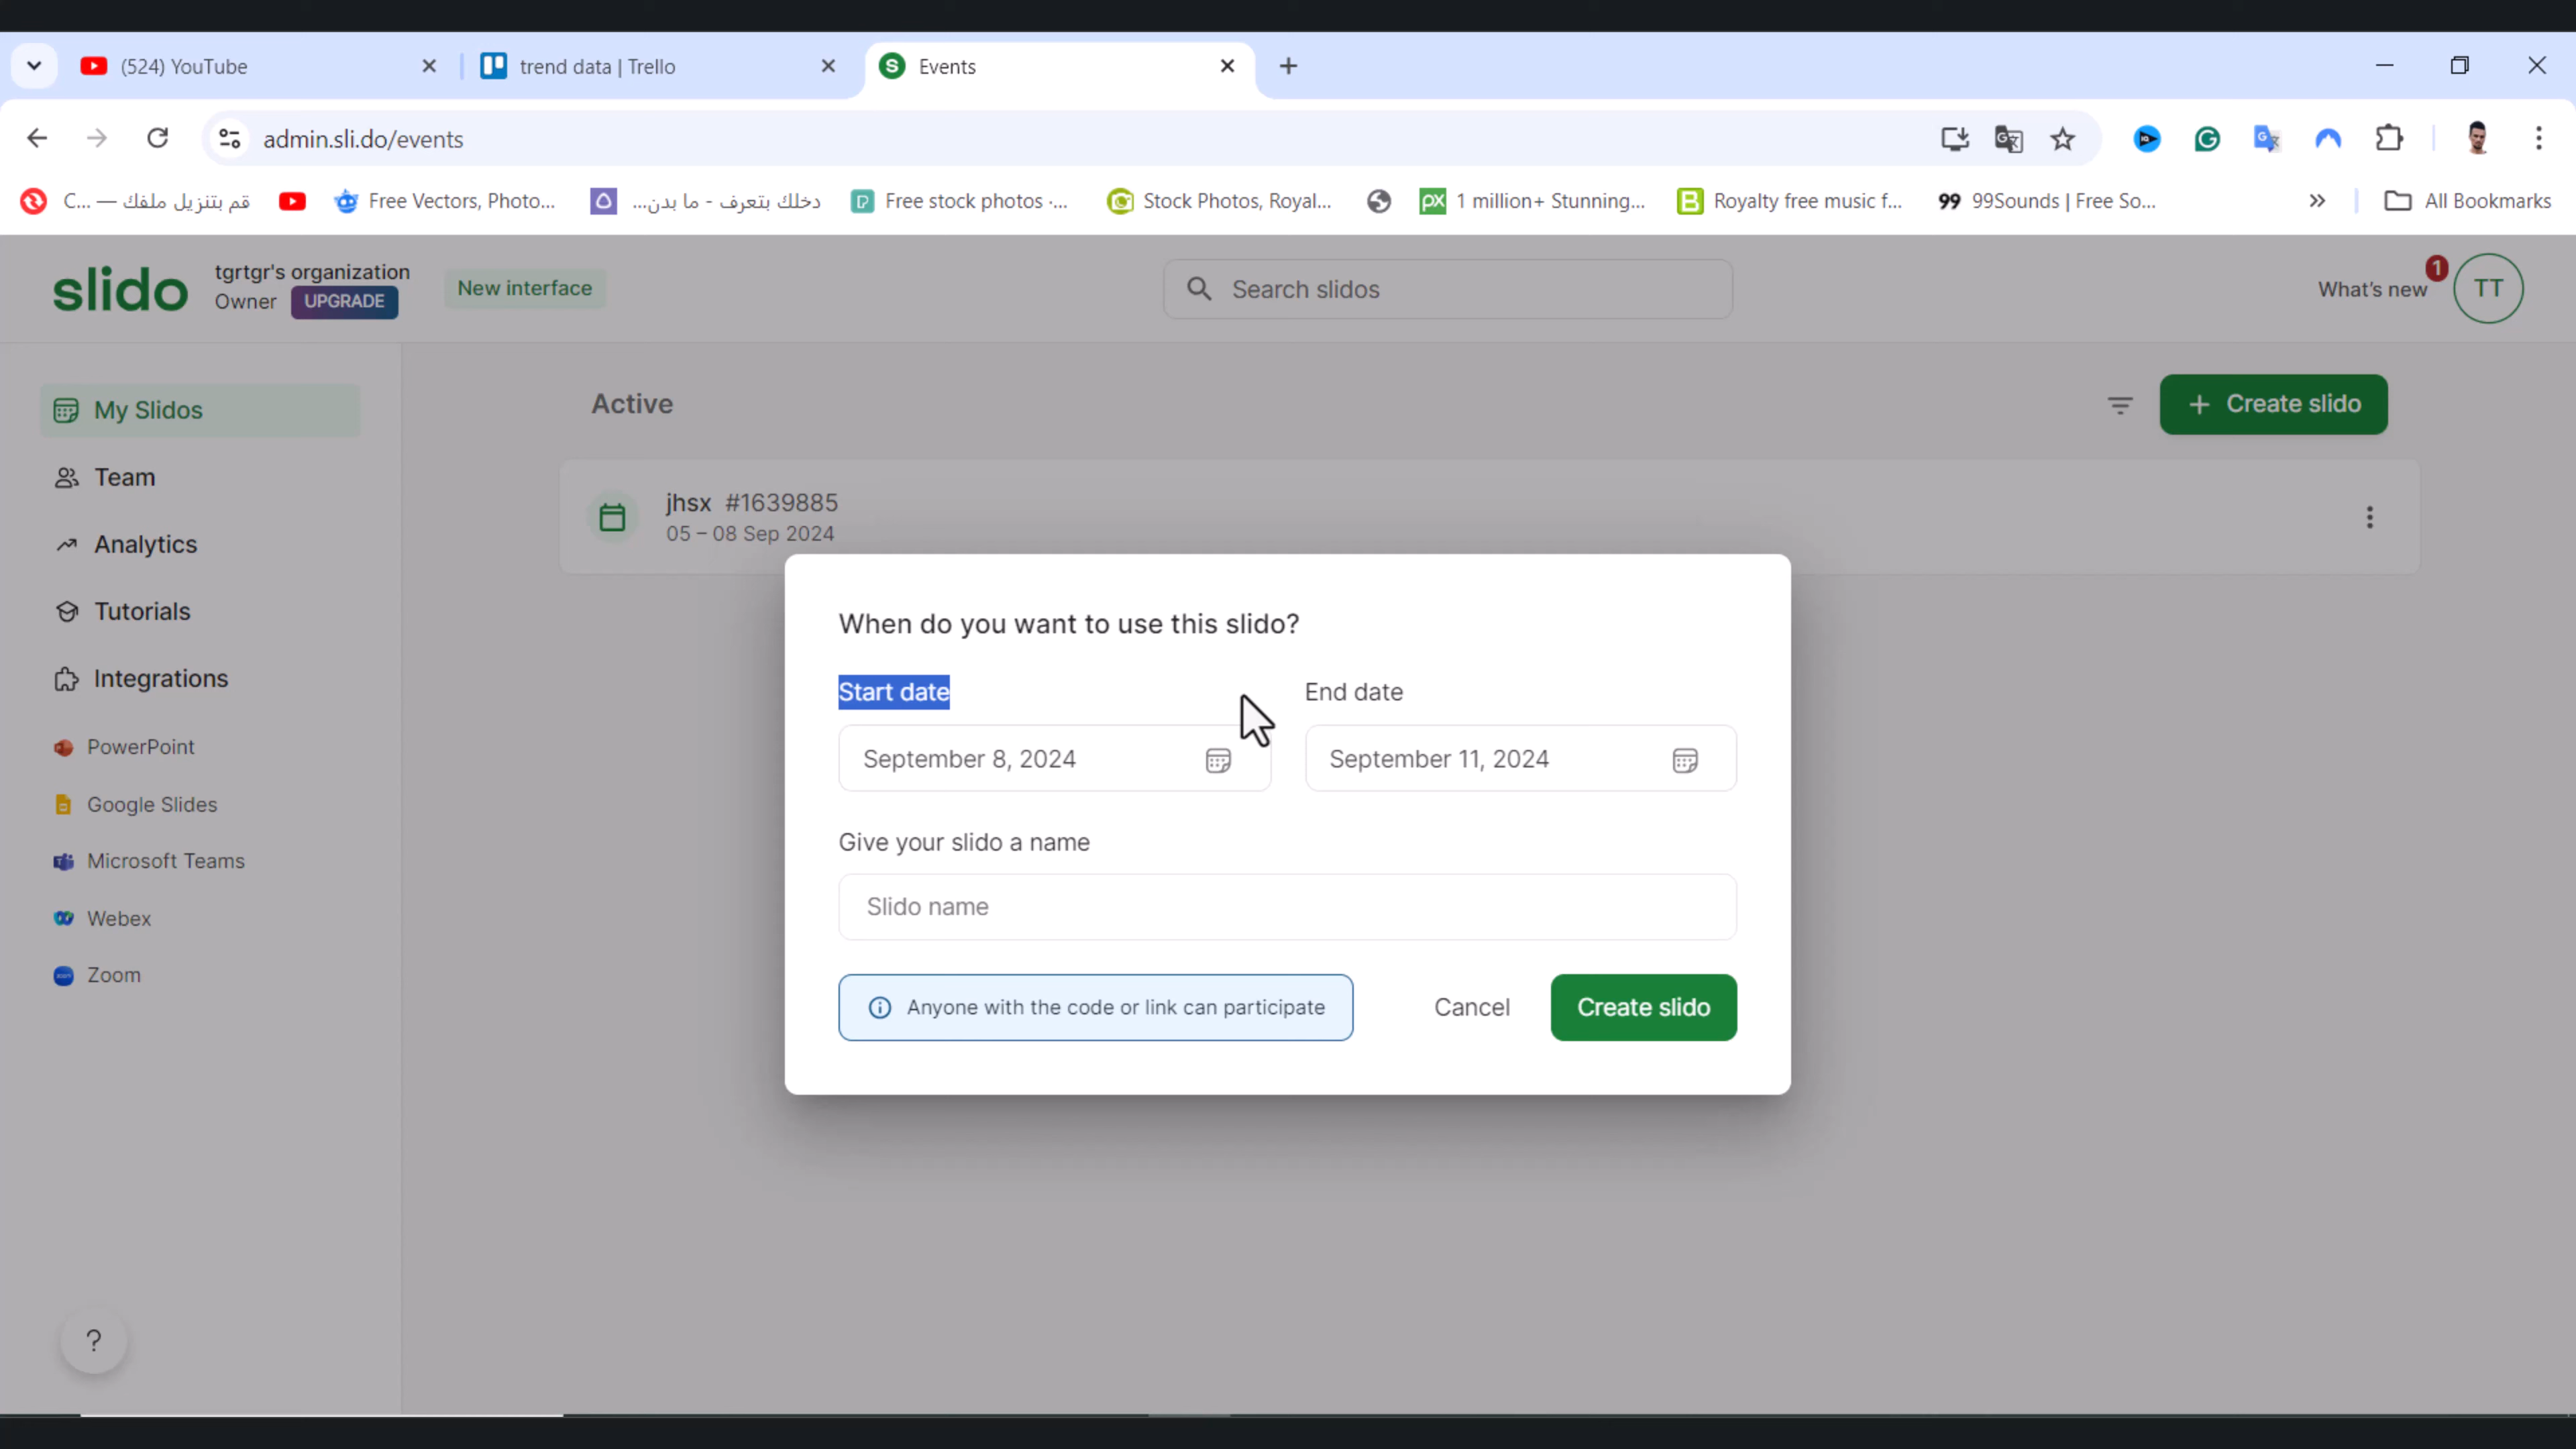 (524) YouTube
trend data | Trello
Events
admin.sli.do/events
C... — قم بتنزيل ملفك
Free Vectors, Photo...
دخلك بتعرف - ما بدن...
Free stock photos ·...
Stock Photos, Royal...
1 million+ Stunning...
Royalty free music f...
99 99Sounds | Free So...
All Bookmarks
slido
tgrtgr's organization
Owner UPGRADE
New interface
Search slidos
What's new
1
TT
My Slidos
Team
Analytics
Tutorials
Integrations
PowerPoint
Google Slides
Microsoft Teams
Webex
Zoom
?
Active
+ Create slido
jhsx #1639885
05 – 08 Sep 2024
When do you want to use this slido?
Start date
End date
September 8, 2024
September 11, 2024
Give your slido a name
Slido name
Anyone with the code or link can participate
Cancel
Create slido